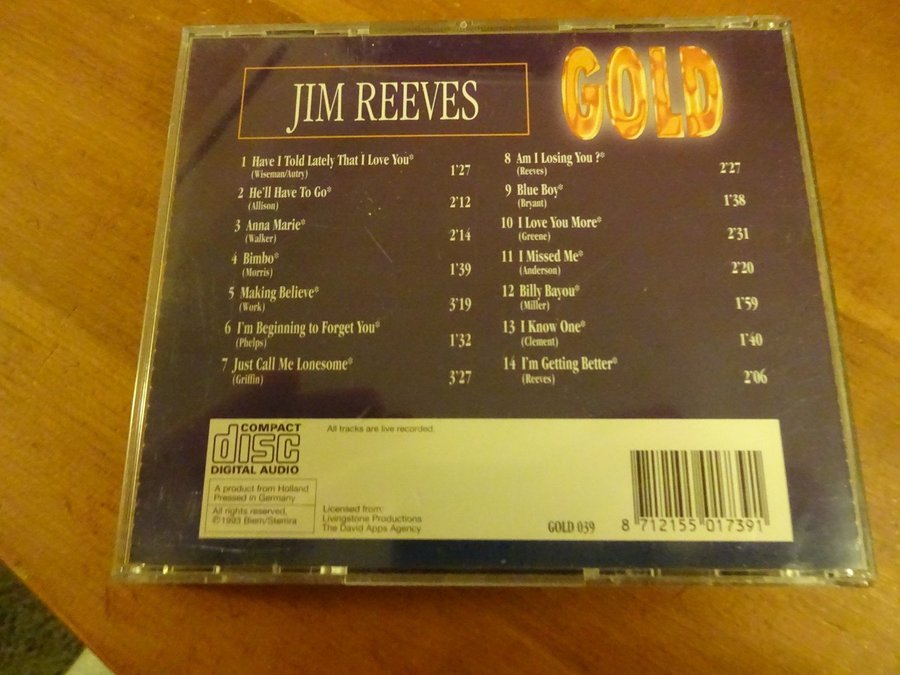 JIM REEVES
GOLD
1 Have I Told Lately That I Love You* 1'27
(Wiseman/Autry)
2 He'll Have To Go* 2'12
(Allison)
3 Anna Marie* 2'14
(Walker)
4 Bimbo* 1'39
(Morris)
5 Making Believe* 3'19
(Work)
6 I'm Beginning to Forget You* 1'32
(Phelps)
7 Just Call Me Lonesome* 3'27
(Griffin)
8 Am I Losing You ?* 2'27
(Reeves)
9 Blue Boy* 1'38
(Bryant)
10 I Love You More* 2'31
(Greene)
11 I Missed Me* 2'20
(Anderson)
12 Billy Bayou* 1'59
(Miller)
13 I Know One* 1'40
(Clement)
14 I'm Getting Better* 2'06
(Reeves)
COMPACT
disc
DIGITAL AUDIO
All tracks are live recorded.
A product from Holland
Pressed in Germany
All rights reserved.
©1993 Biem/Stemra
Licensed from:
Livingstone Productions
The David Apps Agency
GOLD 039
8 712155 017391